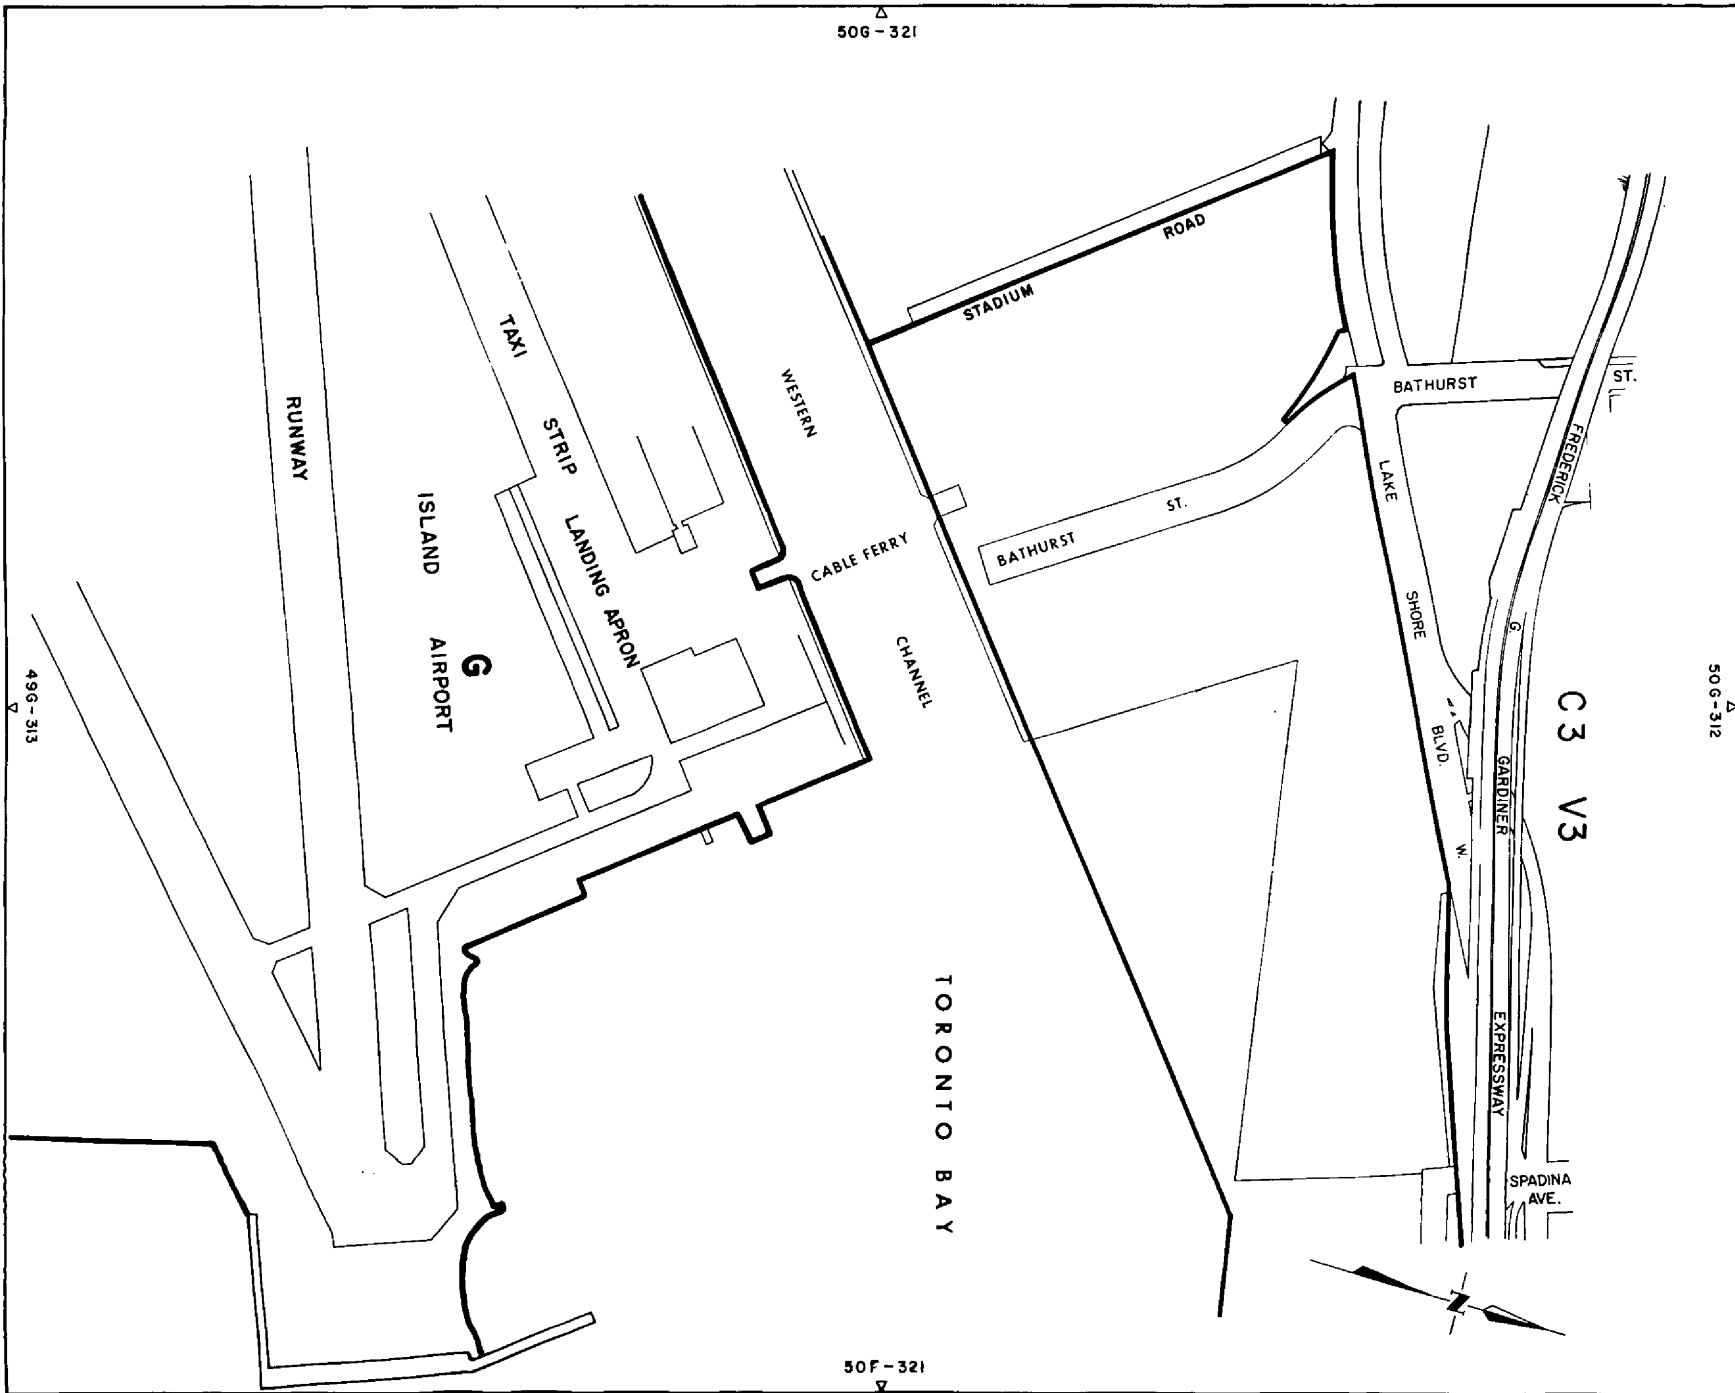 50G-321
STADIUM ROAD
BATHURST ST.
FREDERICK
G.
GARDINER
EXPRESSWAY
LAKE
SHORE
BLVD.
W.
BATHURST ST.
WESTERN
CHANNEL
CABLE FERRY
TAXI
STRIP
LANDING APRON
RUNWAY
ISLAND
AIRPORT
G
C3 V3
50G-312
49G-313
TORONTO BAY
SPADINA
AVE.
N
50F-321